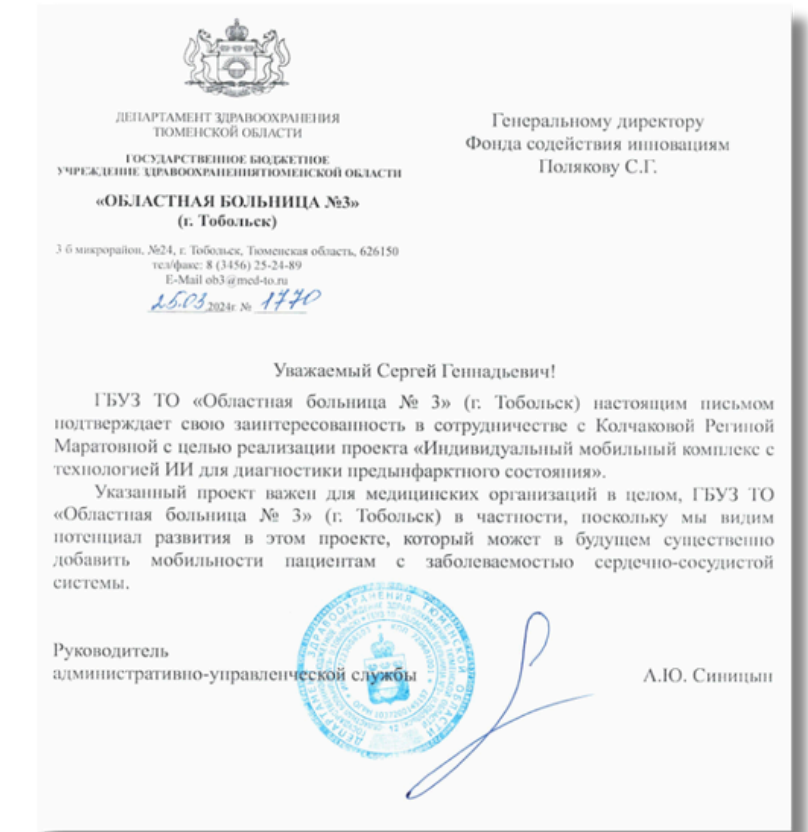 ДЕПАРТАМЕНТ ЗДРАВООХРАНЕНИЯ
ТЮМЕНСКОЙ ОБЛАСТИ
ГОСУДАРСТВЕННОЕ БЮДЖЕТНОЕ
УЧРЕЖДЕНИЕ ЗДРАВООХРАНЕНИЯТЮМЕНСКОЙ ОБЛАСТИ
«ОБЛАСТНАЯ БОЛЬНИЦА №3»
(г. Тобольск)
3 б микрорайон, №24, г. Тобольск, Тюменская область, 626150
тел/факс: 8 (3456) 25-24-89
E-Mail ob3@med-to.ru
25.03 2024г. № 1770
Генеральному директору
Фонда содействия инновациям
Полякову С.Г.
Уважаемый Сергей Геннадьевич!
ГБУЗ ТО «Областная больница № 3» (г. Тобольск) настоящим письмом
подтверждает свою заинтересованность в сотрудничестве с Колчаковой Региной
Маратовной с целью реализации проекта «Индивидуальный мобильный комплекс с
технологией ИИ для диагностики предынфарктного состояния».
Указанный проект важен для медицинских организаций в целом, ГБУЗ ТО
«Областная больница № 3» (г. Тобольск) в частности, поскольку мы видим
потенциал развития в этом проекте, который может в будущем существенно
добавить мобильности пациентам с заболеваемостью сердечно-сосудистой
системы.
Руководитель
административно-управленческой службы
А.Ю. Синицын
ДЕПАРТАМЕНТ ЗДРАВООХРАНЕНИЯ ТЮМЕНСКОЙ ОБЛАСТИ